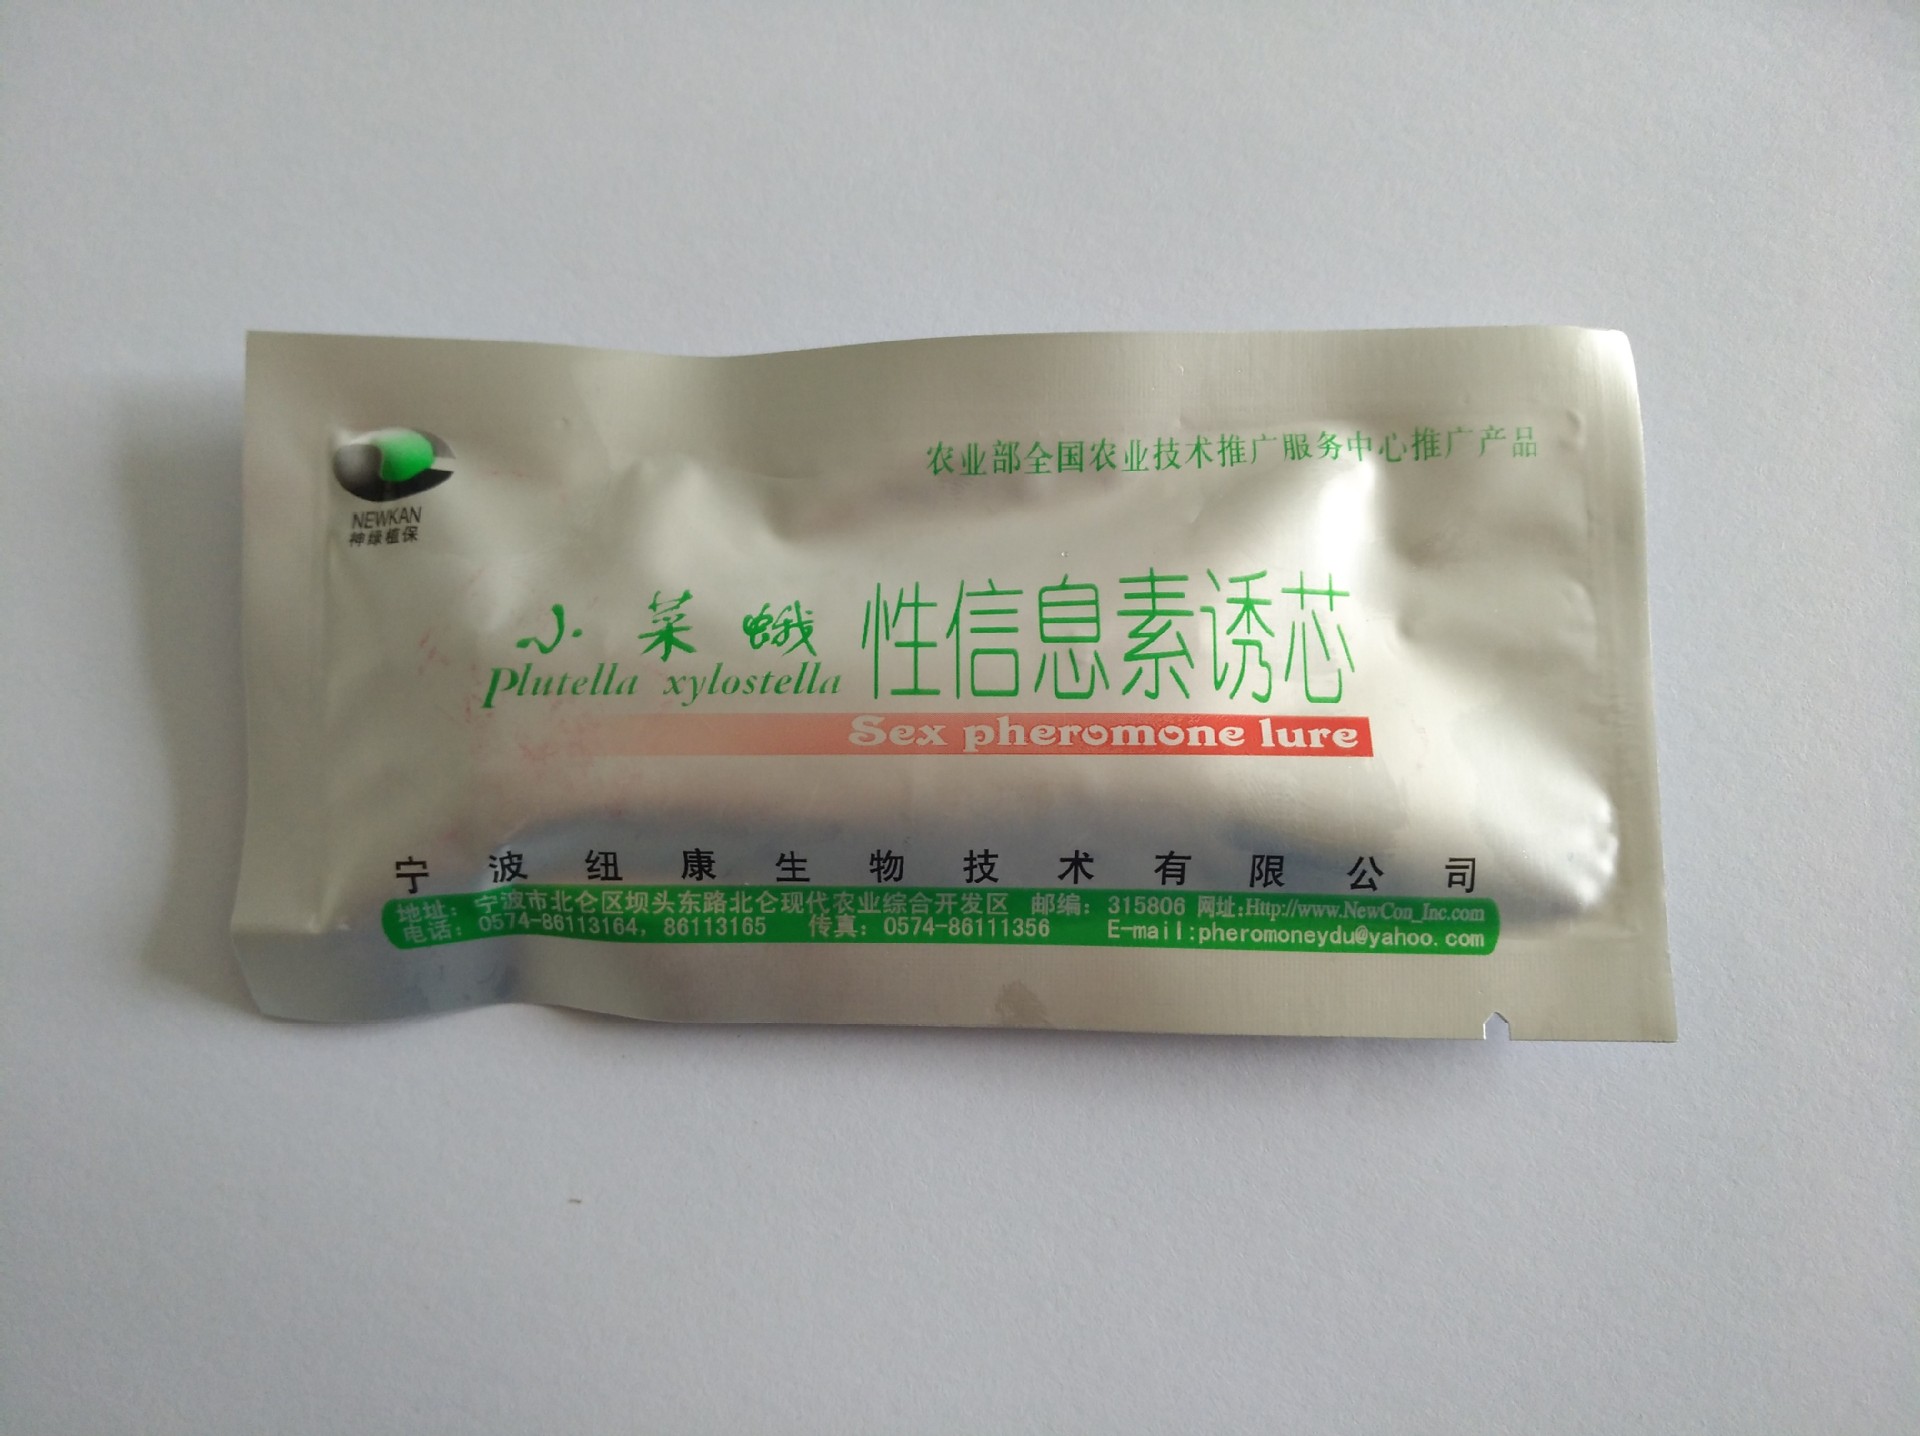 农业部全国农业技术推广服务中心推广产品
NEWKAN
神绿植保
小菜蛾 性信息素诱芯
Plutella xylostella
Sex pheromone lure
宁波纽康生物技术有限公司
地址：宁波市北仑区坝头东路北仑现代农业综合开发区 邮编：315806 网址:Http://www.NewCon_Inc.com
电话：0574-86113164，86113165 传真：0574-86111356 E-mail:pheromoneydu@yahoo.com